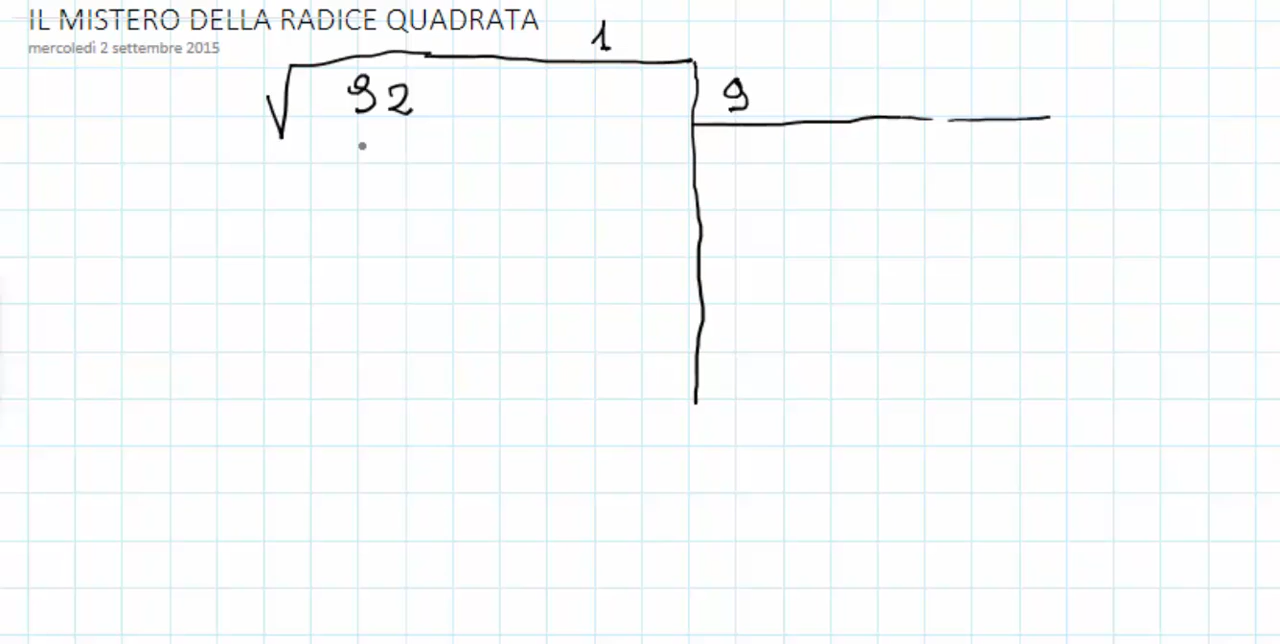 IL MISTERO DELLA RADICE QUADRATA
mercoledì 2 settembre 2015
1
√92
9